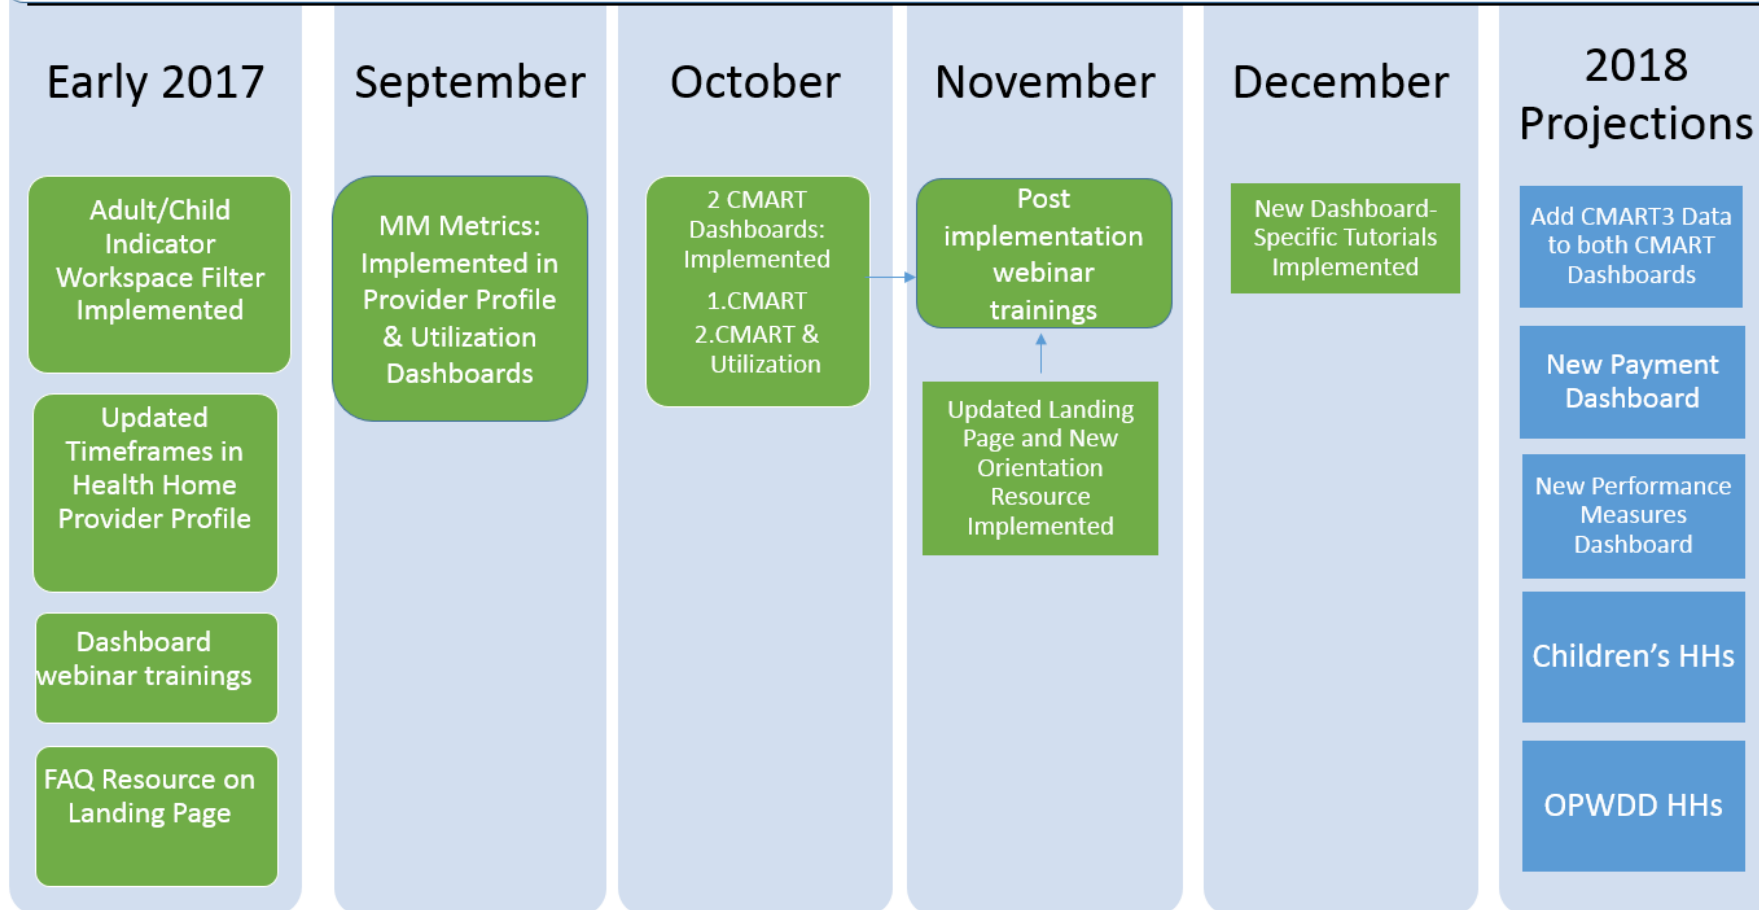 Early 2017
Adult/Child
Indicator
Workspace Filter
Implemented
Updated
Timeframes in
Health Home
Provider Profile
Dashboard
webinar trainings
FAQ Resource on
Landing Page
September
MM Metrics:
Implemented in
Provider Profile
& Utilization
Dashboards
October
2 CMART
Dashboards:
Implemented
1.CMART
2.CMART &
Utilization
November
Post
implementation
webinar
trainings
Updated Landing
Page and New
Orientation
Resource
Implemented
December
New Dashboard-
Specific Tutorials
Implemented
2018
Projections
Add CMART3 Data
to both CMART
Dashboards
New Payment
Dashboard
New Performance
Measures
Dashboard
Children’s HHs
OPWDD HHs